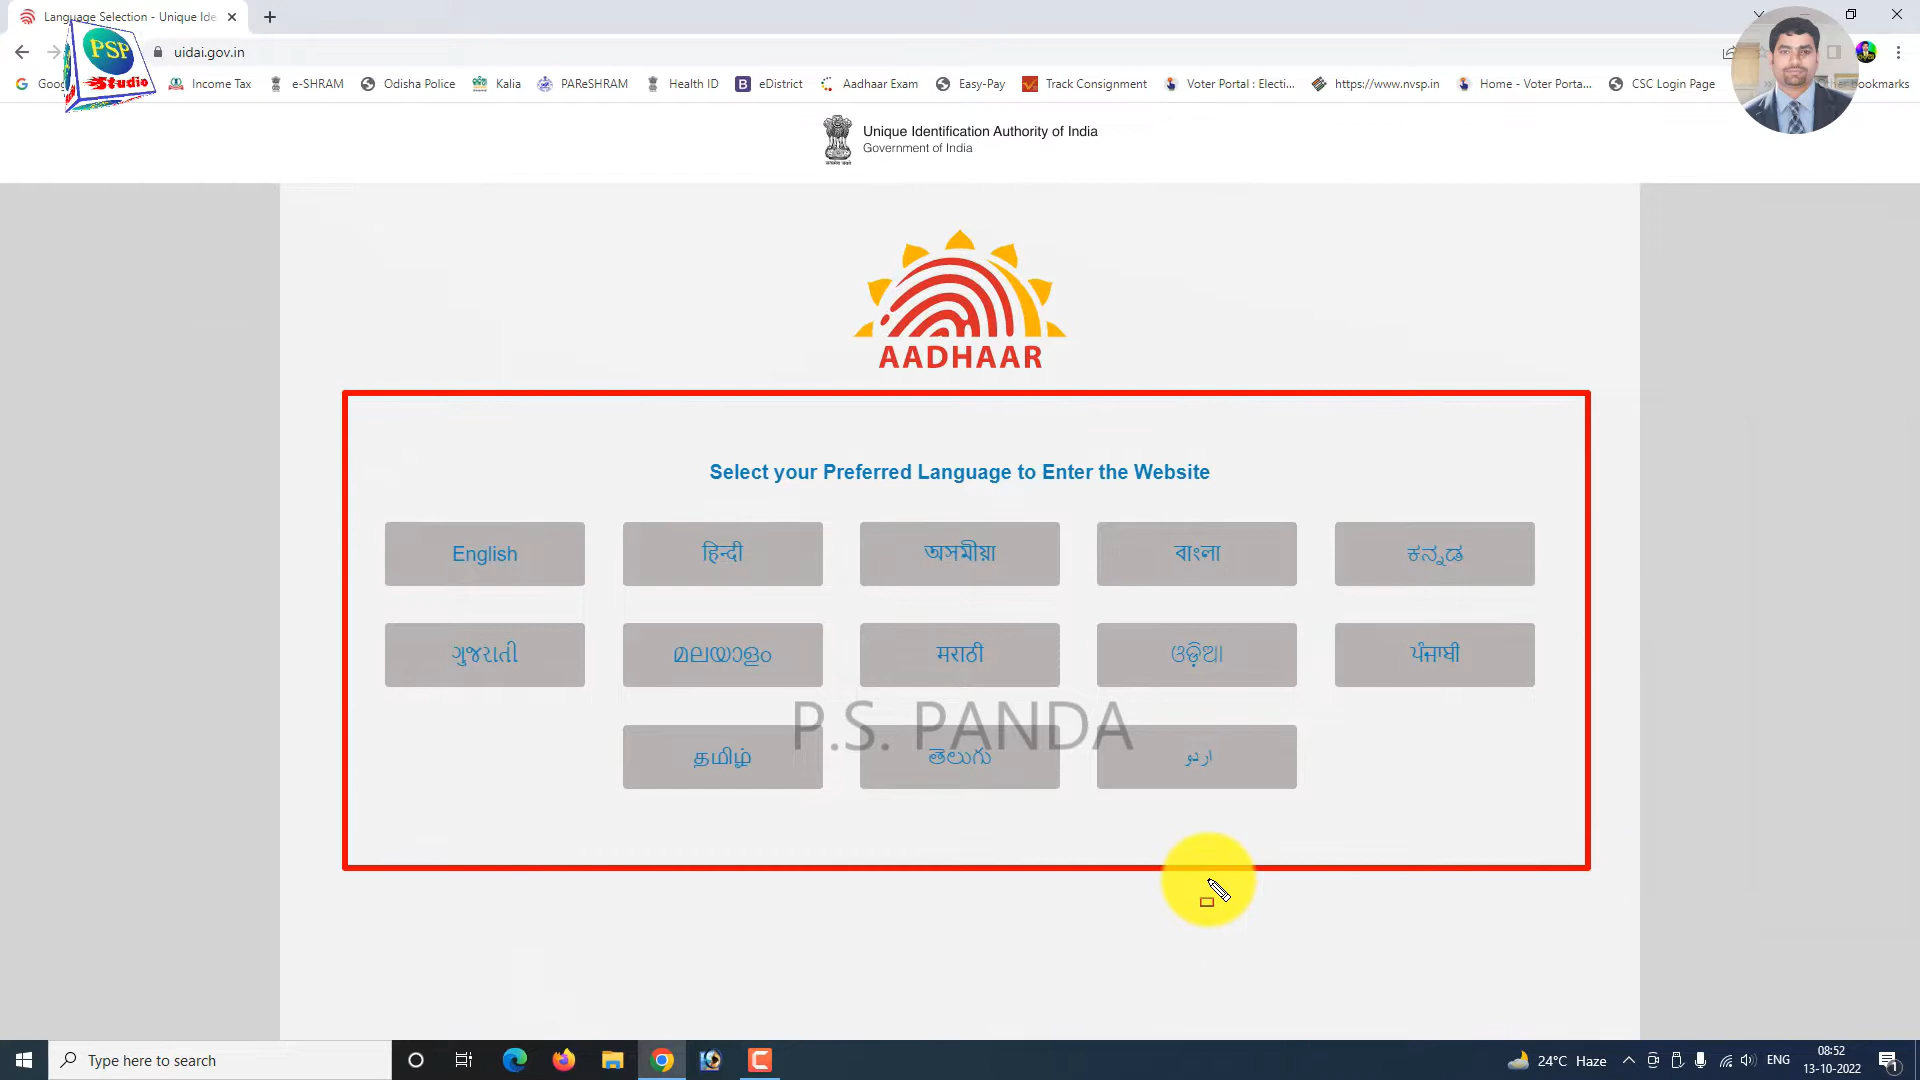 Language Selection - Unique Ide
PSP
Studio
uidai.gov.in
Income Tax
e-SHRAM
Odisha Police
Kalia
PAReSHRAM
Health ID
eDistrict
Aadhaar Exam
Easy-Pay
Track Consignment
Voter Portal : Electi...
https://www.nvsp.in
Home - Voter Porta...
CSC Login Page
Unique Identification Authority of India
Government of India
AADHAAR
Select your Preferred Language to Enter the Website
English
हिन्दी
অসমীয়া
বাংলা
ಕನ್ನಡ
ગુજરાતી
മലയാളം
मराठी
ଓଡ଼ିଆ
ਪੰਜਾਬੀ
P.S. PANDA
தமிழ்
తెలుగు
اردو
Type here to search
24°C Haze
ENG
08:52
13-10-2022
1